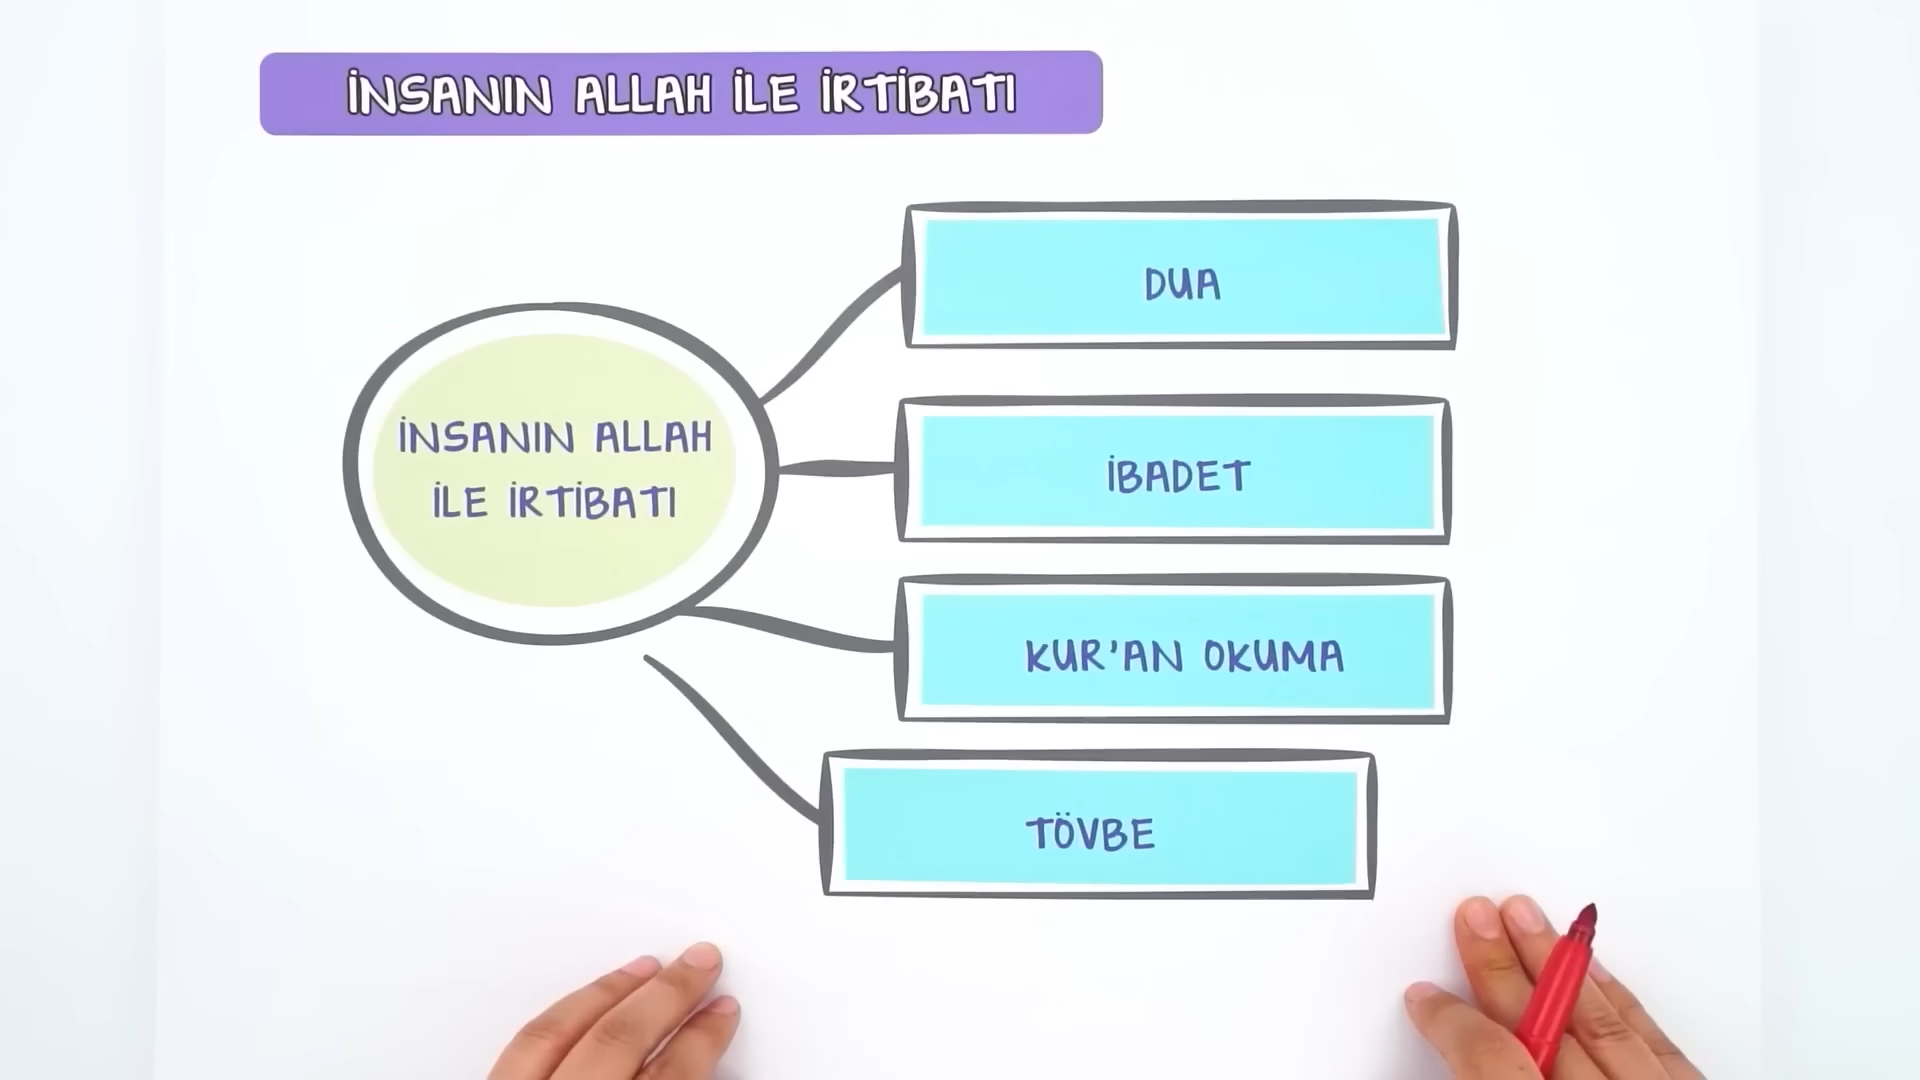 İNSANIN ALLAH İLE İRTİBATI
İNSANIN ALLAH
İLE İRTİBATI
DUA
İBADET
KUR'AN OKUMA
TÖVBE